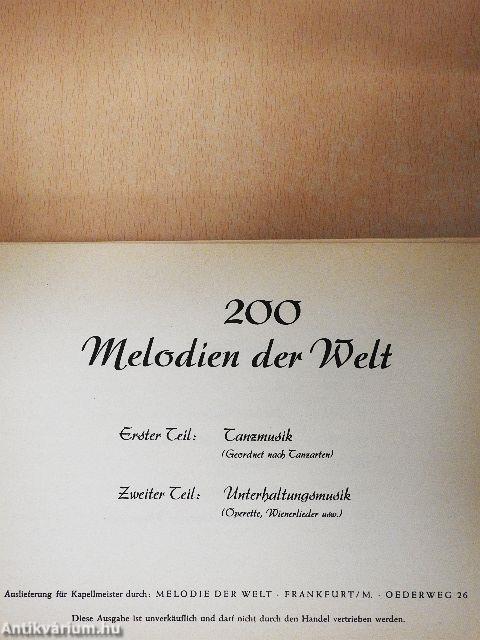 200
Melodien der Welt
Erster Teil: Tanzmusik
(Geordnet nach Tanzarten)
Zweiter Teil: Unterhaltungsmusik
(Operette, Wienerlieder usw.)
Auslieferung für Kapellmeister durch: MELODIE DER WELT · FRANKFURT/M. · OEDERWEG 26
Diese Ausgabe ist unverkäuflich und darf nicht durch den Handel vertrieben werden.
Antikvárium.hu